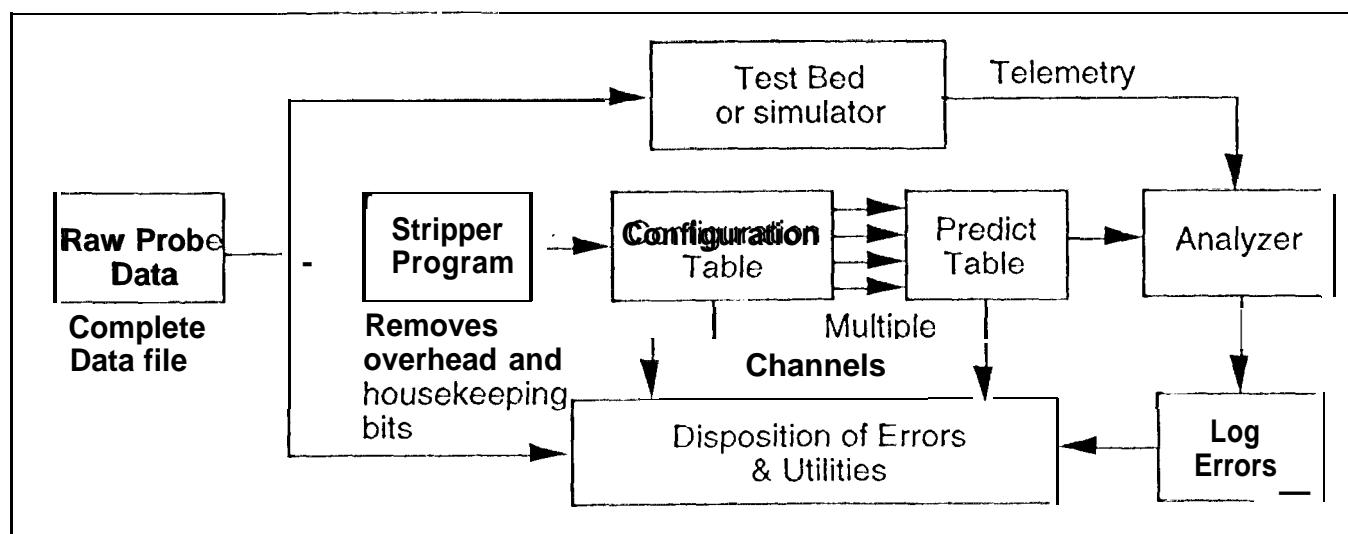 Test Bed
or simulator
Telemetry
Raw Probe
Data
Complete
Data file
Stripper
Program
Removes
overhead and
housekeeping
bits
Configuration
Table
Multiple
Channels
Predict
Table
Analyzer
Disposition of Errors
& Utilities
Log
Errors